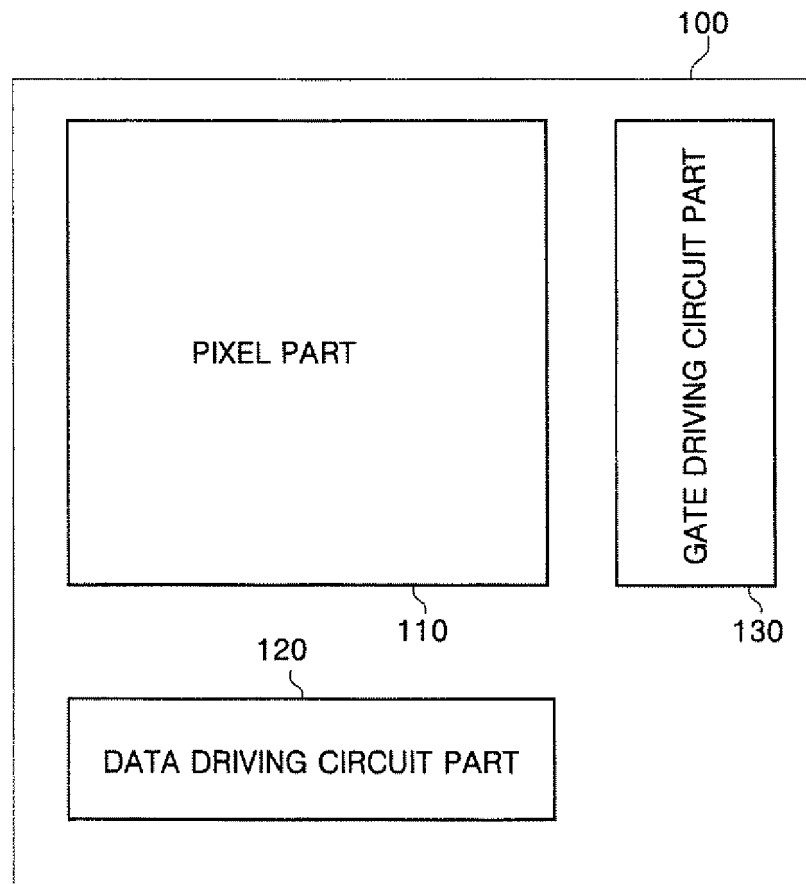 100
PIXEL PART
GATE DRIVING CIRCUIT PART
110
130
120
DATA DRIVING CIRCUIT PART